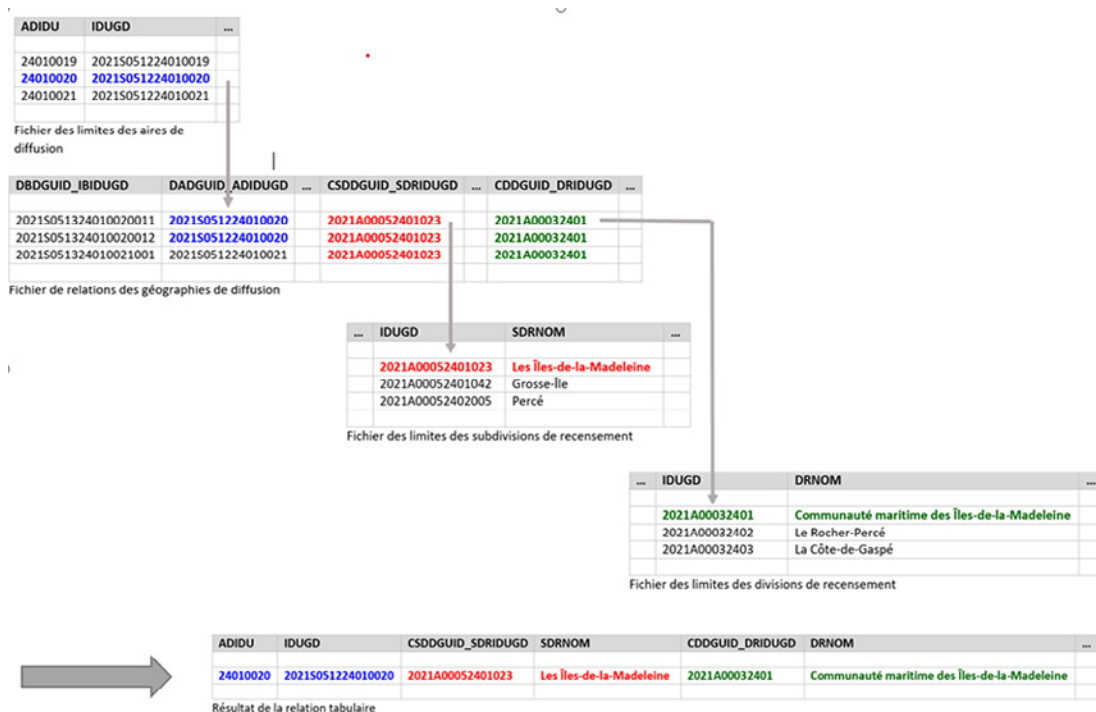 ADIDU IDUGD ...
24010019 2021S051224010019
24010020 2021S051224010020
24010021 2021S051224010021
Fichier des limites des aires de
diffusion
DBDGUID_IBIDUGD DADGUID_ADIDUGD ... CSDDGUID_SDRIDUGD ... CDDGUID_DRIDUGD ...
2021S051324010020011 2021S051224010020 2021A00052401023 2021A00032401
2021S051324010020012 2021S051224010020 2021A00052401023 2021A00032401
2021S051324010021001 2021S051224010021 2021A00052401023 2021A00032401
Fichier de relations des géographies de diffusion
... IDUGD SDRNOM ...
2021A00052401023 Les Îles-de-la-Madeleine
2021A00052401042 Grosse-Île
2021A00052402005 Percé
Fichier des limites des subdivisions de recensement
... IDUGD DRNOM ...
2021A00032401 Communauté maritime des Îles-de-la-Madeleine
2021A00032402 Le Rocher-Percé
2021A00032403 La Côte-de-Gaspé
Fichier des limites des divisions de recensement
ADIDU IDUGD CSDDGUID_SDRIDUGD SDRNOM CDDGUID_DRIDUGD DRNOM ...
24010020 2021S051224010020 2021A00052401023 Les Îles-de-la-Madeleine 2021A00032401 Communauté maritime des Îles-de-la-Madeleine
Résultat de la relation tabulaire